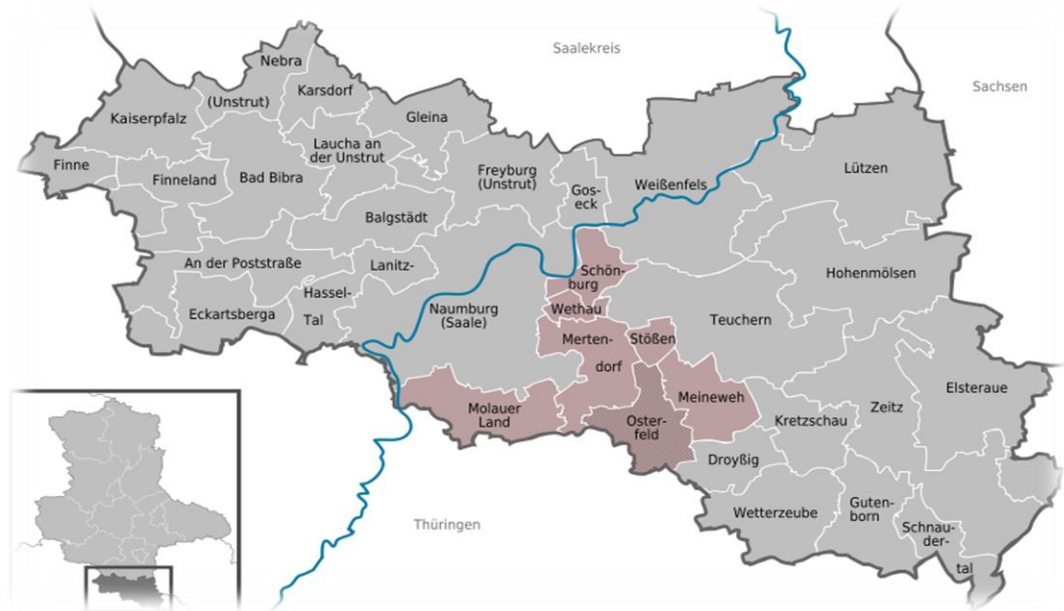 Saalekreis
Nebra
(Unstrut)
Karsdorf
Sachsen
Kaiserpfalz
Gleina
Laucha an
der Unstrut
Finne
Finneland
Bad Bibra
Freyburg
(Unstrut)
Gos-
eck
Weißenfels
Lützen
Balgstädt
An der Poststraße
Lanitz-
Hassel-
Tal
Schön-
burg
Hohenmölsen
Eckartsberga
Naumburg
(Saale)
Wethau
Teuchern
Merten-
dorf
Stößen
Elsteraue
Meineweh
Zeitz
Molauer
Land
Oster-
feld
Kretzschau
Droyßig
Wetterzeube
Guten-
born
Schnau-
der-
tal
Thüringen